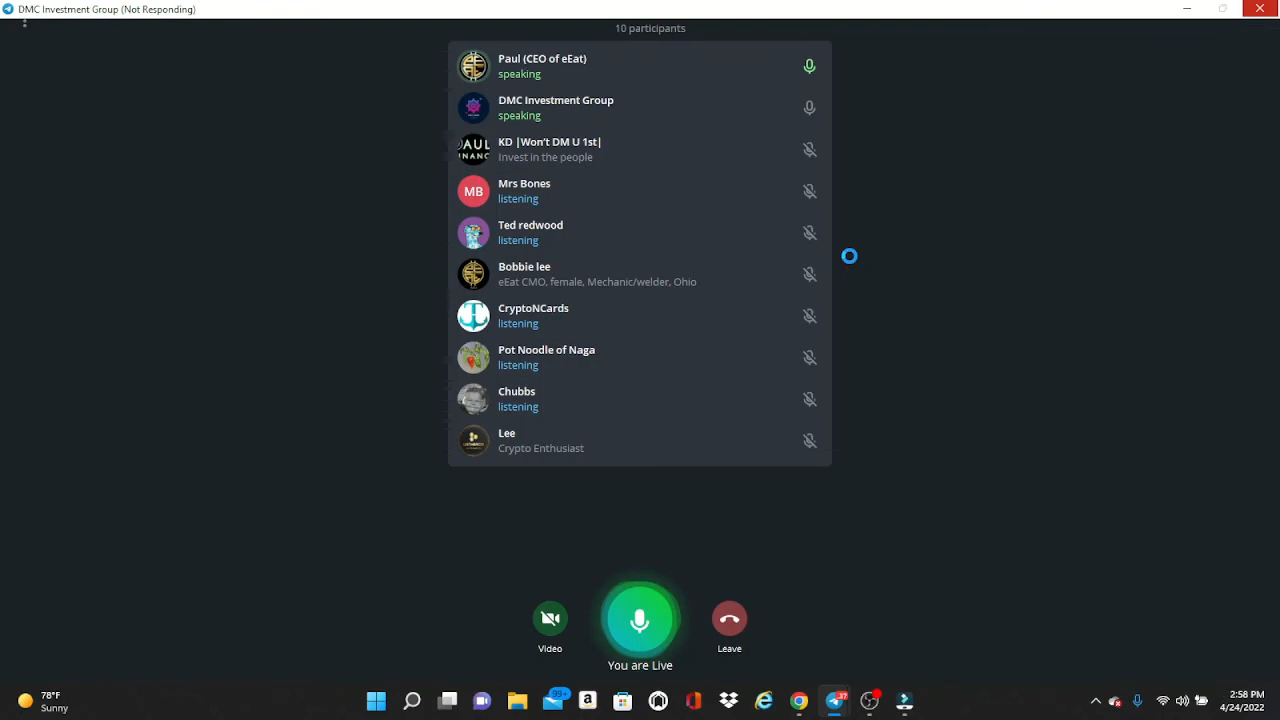 DMC Investment Group (Not Responding)
10 participants
Paul (CEO of eEat)
speaking
DMC Investment Group
speaking
KD |Won't DM U 1st|
Invest in the people
Mrs Bones
listening
MB
Ted redwood
listening
Bobbie lee
eEat CMO, female, Mechanic/welder, Ohio
CryptoNCards
listening
Pot Noodle of Naga
listening
Chubbs
listening
Lee
Crypto Enthusiast
Video
You are Live
Leave
78°F
Sunny
99+
a
37
2:58 PM
4/24/2022